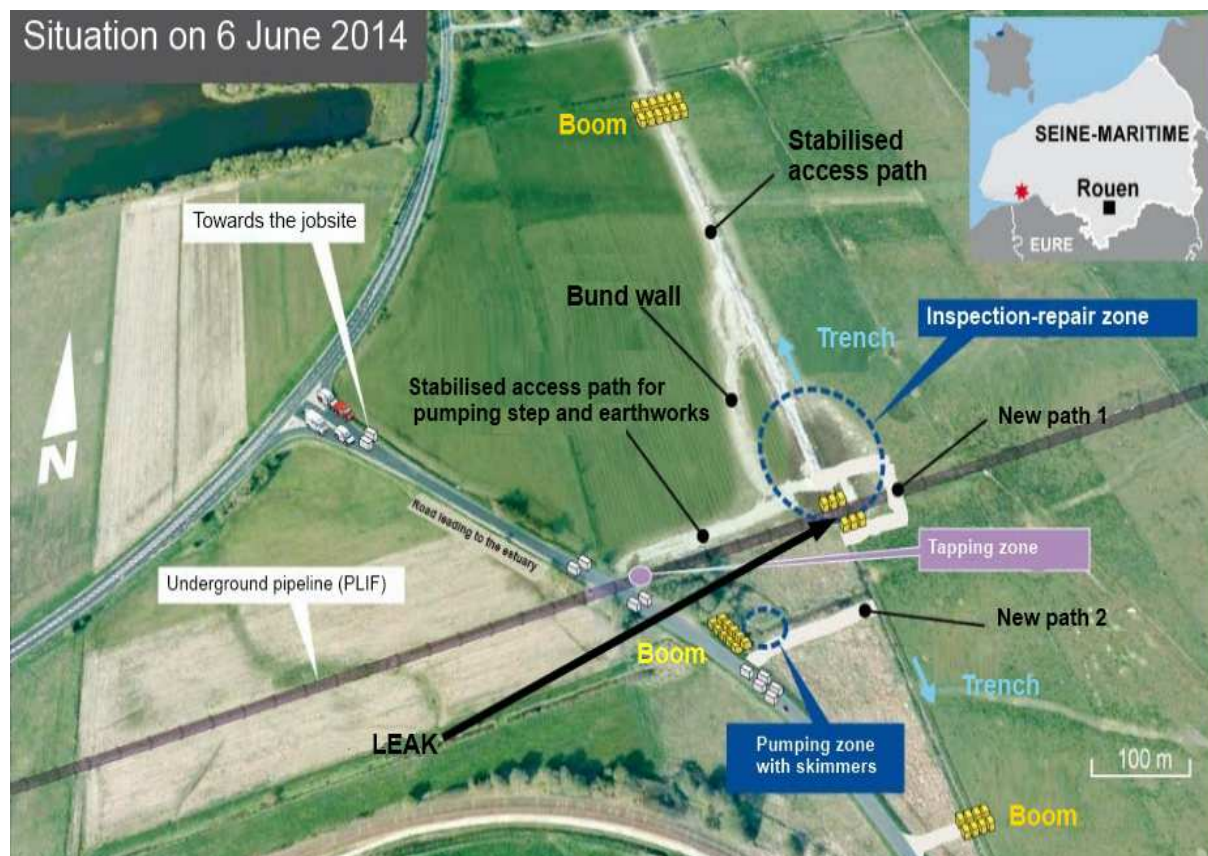 Situation on 6 June 2014
SEINE-MARITIME
Rouen
EURE
Boom
Stabilised
access path
Towards the jobsite
Bund wall
Inspection-repair zone
Trench
Stabilised access path for
pumping step and earthworks
New path 1
N
Road leading to the estuary
Tapping zone
Underground pipeline (PLIF)
New path 2
Boom
Trench
LEAK
Pumping zone
with skimmers
100 m
Boom